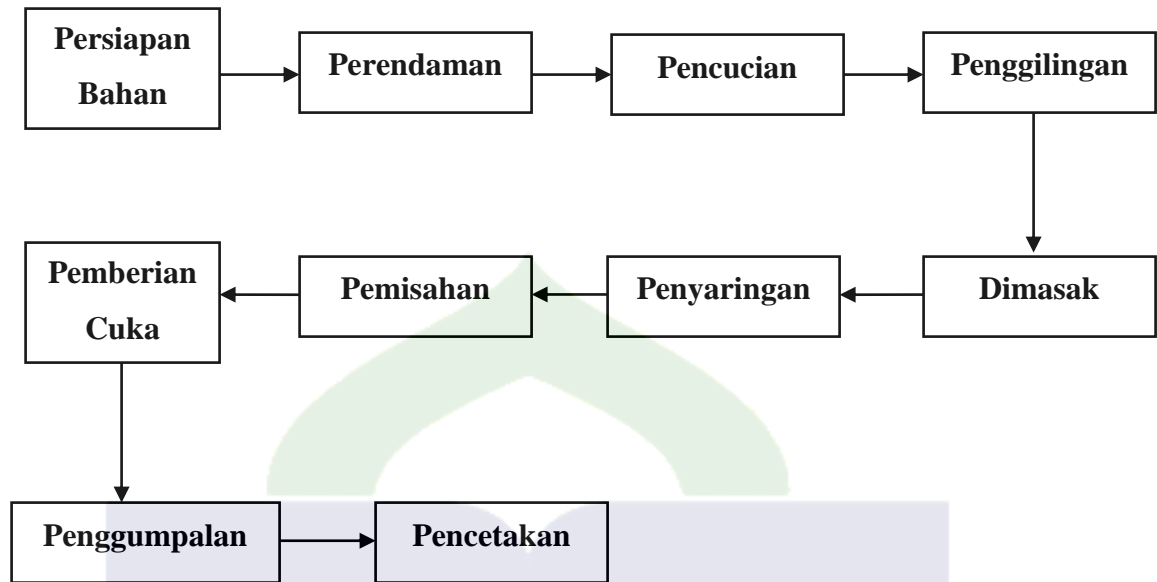 Persiapan
Bahan
Perendaman
Pencucian
Penggilingan
Dimasak
Penyaringan
Pemisahan
Pemberian
Cuka
Penggumpalan
Pencetakan